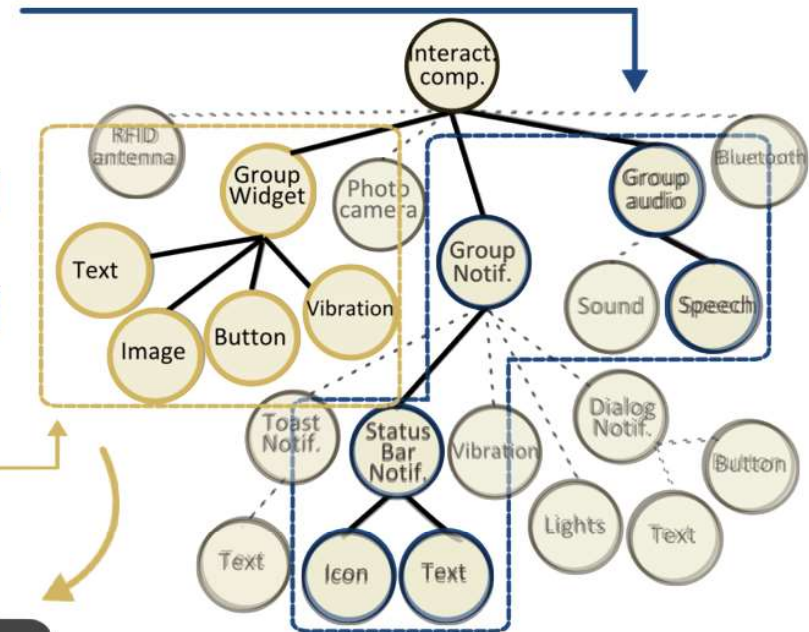 Interact.
comp.
RFID
antenna
Group
Widget
Photo
camera
Group
audio
Bluetooth
Text
Group
Notif.
Image
Button
Vibration
Sound
Speech
Toast
Notif.
Status
Bar
Notif.
Vibration
Dialog
Notif.
Button
Text
Icon
Text
Lights
Text